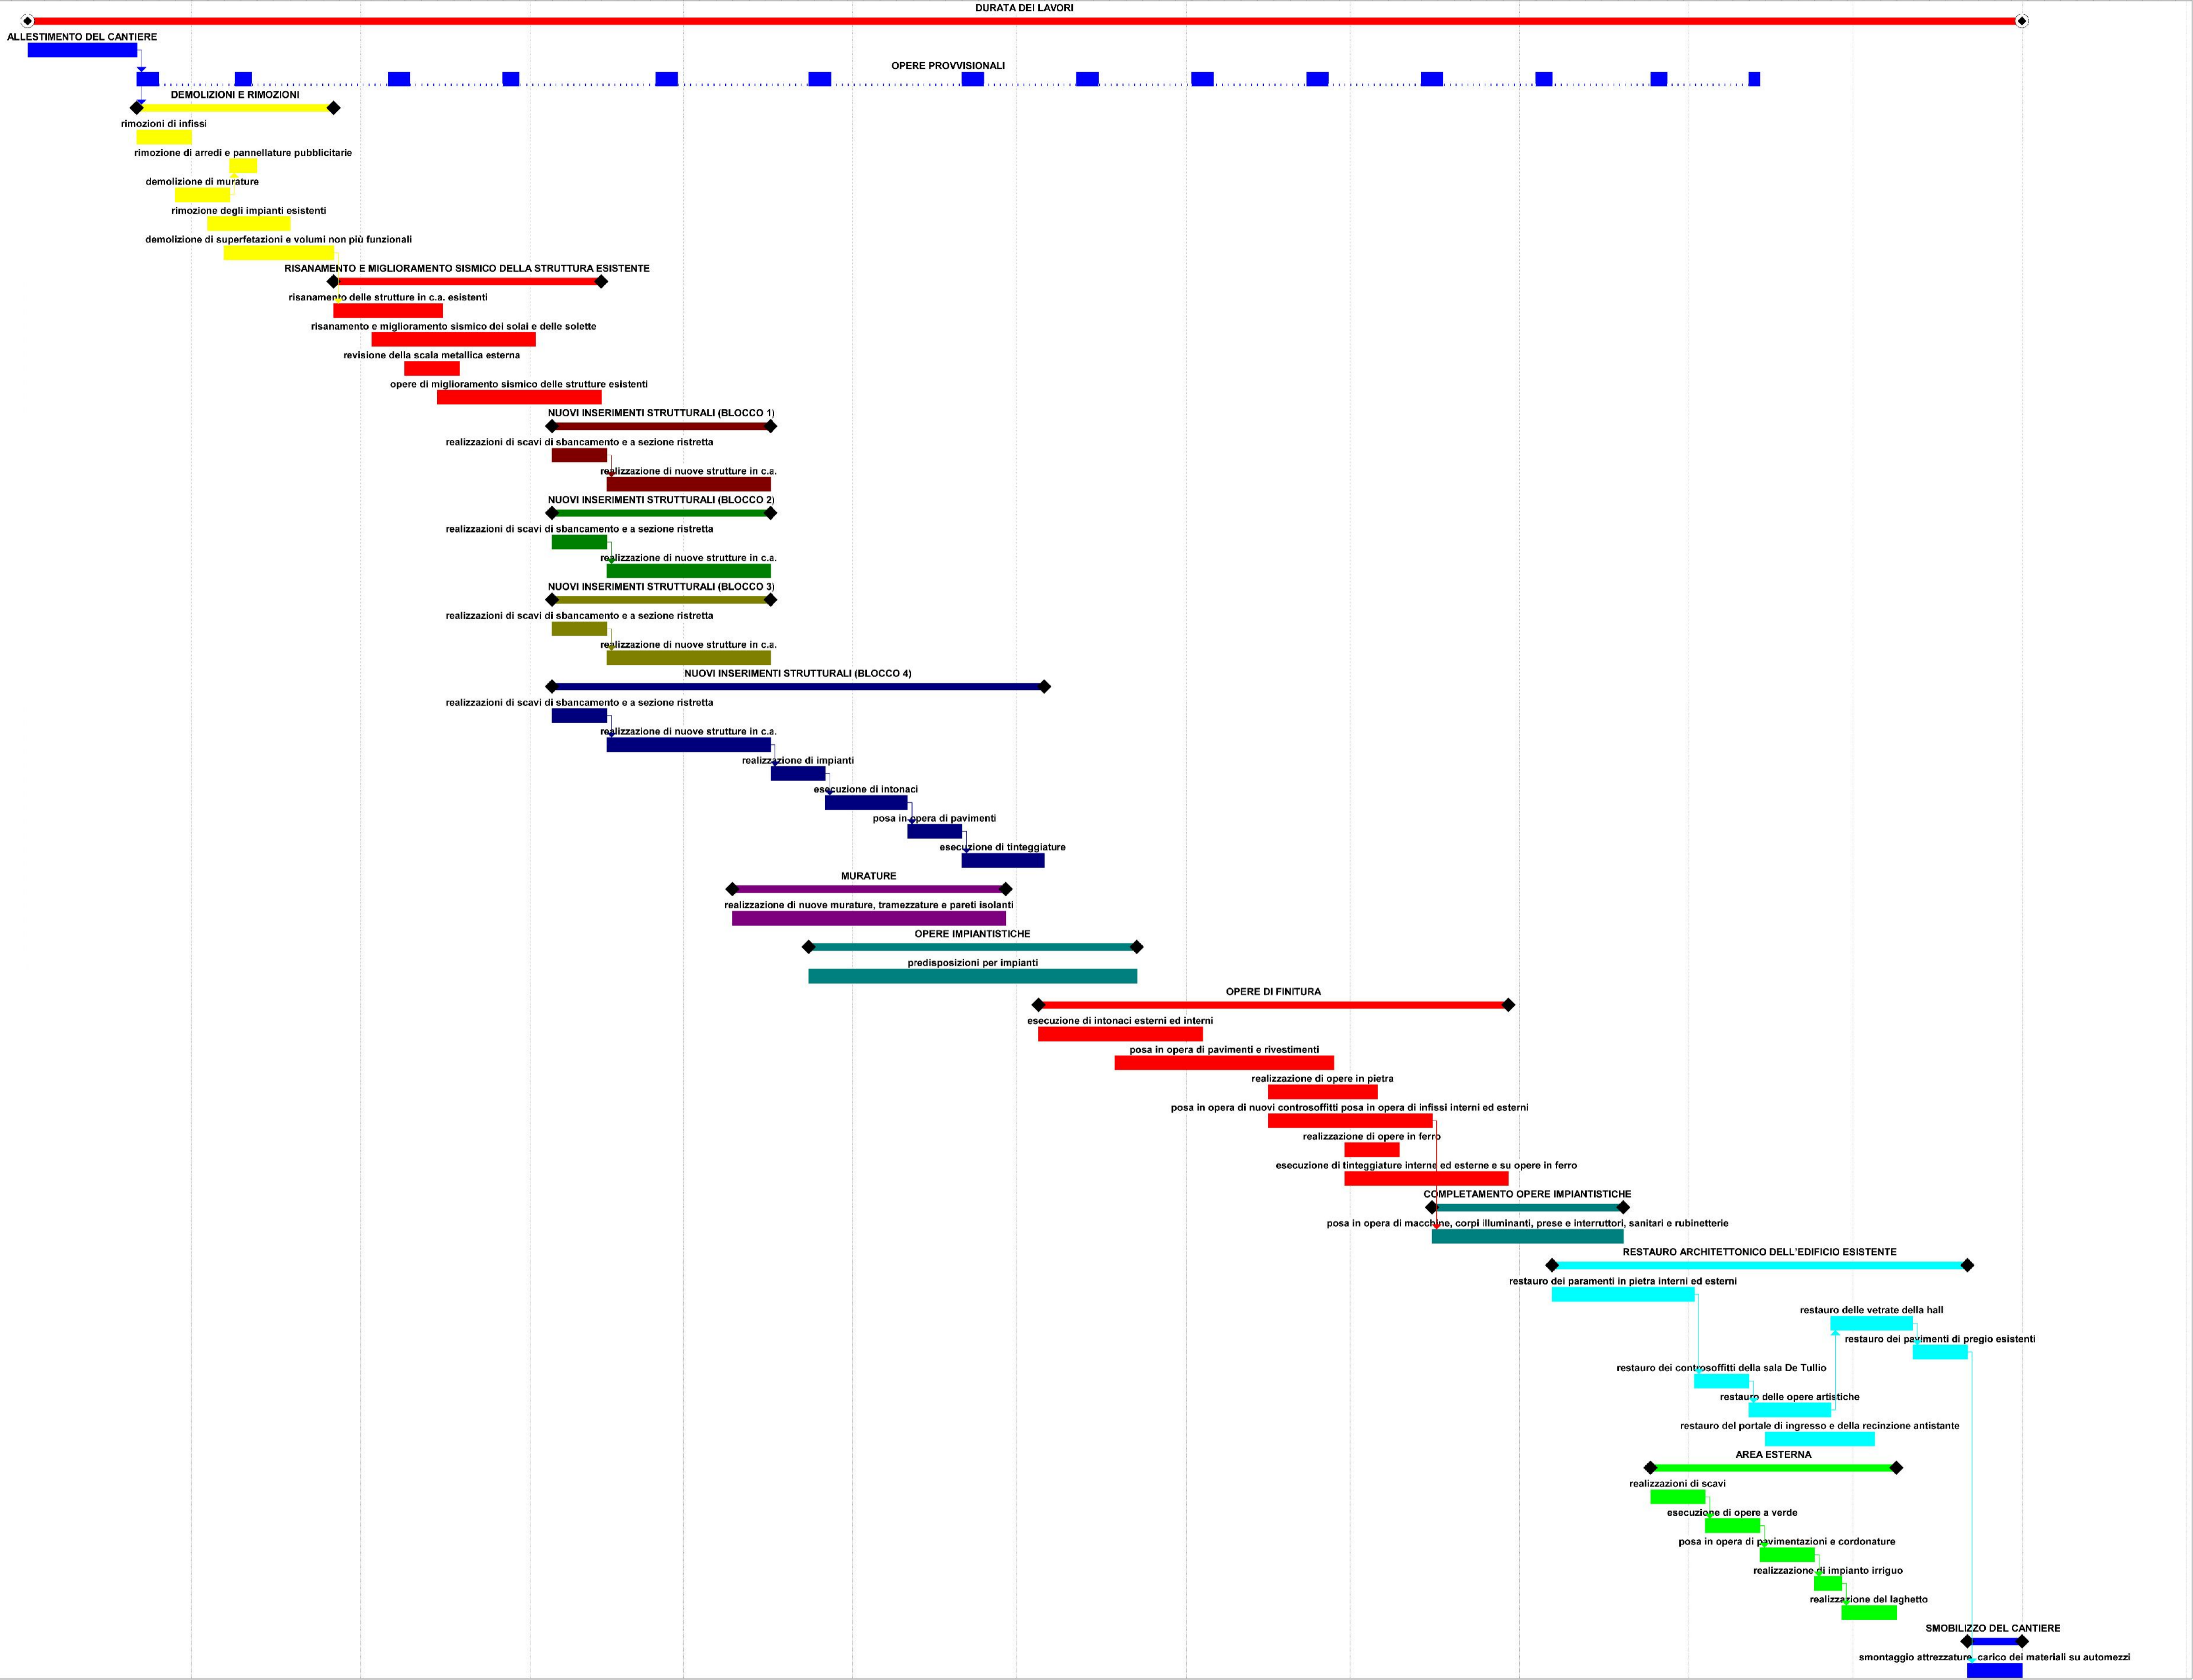 DURATA DEI LAVORI
ALLESTIMENTO DEL CANTIERE
OPERE PROVVISIONALI
DEMOLIZIONI E RIMOZIONI
rimozioni di infissi
rimozione di arredi e pannellature pubblicitarie
demolizione di murature
rimozione degli impianti esistenti
demolizione di superfetazioni e volumi non più funzionali
RISANAMENTO E MIGLIORAMENTO SISMICO DELLA STRUTTURA ESISTENTE
risanamento delle strutture in c.a. esistenti
risanamento e miglioramento sismico dei solai e delle solette
revisione della scala metallica esterna
opere di miglioramento sismico delle strutture esistenti
NUOVI INSERIMENTI STRUTTURALI (BLOCCO 1)
realizzazioni di scavi di sbancamento e a sezione ristretta
realizzazione di nuove strutture in c.a.
NUOVI INSERIMENTI STRUTTURALI (BLOCCO 2)
realizzazioni di scavi di sbancamento e a sezione ristretta
realizzazione di nuove strutture in c.a.
NUOVI INSERIMENTI STRUTTURALI (BLOCCO 3)
realizzazioni di scavi di sbancamento e a sezione ristretta
realizzazione di nuove strutture in c.a.
NUOVI INSERIMENTI STRUTTURALI (BLOCCO 4)
realizzazioni di scavi di sbancamento e a sezione ristretta
realizzazione di nuove strutture in c.a.
realizzazione di impianti
esecuzione di intonaci
posa in opera di pavimenti
esecuzione di tinteggiature
MURATURE
realizzazione di nuove murature, tramezzature e pareti isolanti
OPERE IMPIANTISTICHE
predisposizioni per impianti
OPERE DI FINITURA
esecuzione di intonaci esterni ed interni
posa in opera di pavimenti e rivestimenti
realizzazione di opere in pietra
posa in opera di nuovi controsoffitti posa in opera di infissi interni ed esterni
realizzazione di opere in ferro
esecuzione di tinteggiature interne ed esterne e su opere in ferro
COMPLETAMENTO OPERE IMPIANTISTICHE
posa in opera di macchine, corpi illuminanti, prese e interruttori, sanitari e rubinetterie
RESTAURO ARCHITETTONICO DELL'EDIFICIO ESISTENTE
restauro dei paramenti in pietra interni ed esterni
restauro delle vetrate della hall
restauro dei pavimenti di pregio esistenti
restauro dei controsoffitti della sala De Tullio
restauro delle opere artistiche
restauro del portale di ingresso e della recinzione antistante
AREA ESTERNA
realizzazioni di scavi
esecuzione di opere a verde
posa in opera di pavimentazioni e cordonature
realizzazione di impianto irriguo
realizzazione del laghetto
SMOBILIZZO DEL CANTIERE
smontaggio attrezzature, carico dei materiali su automezzi